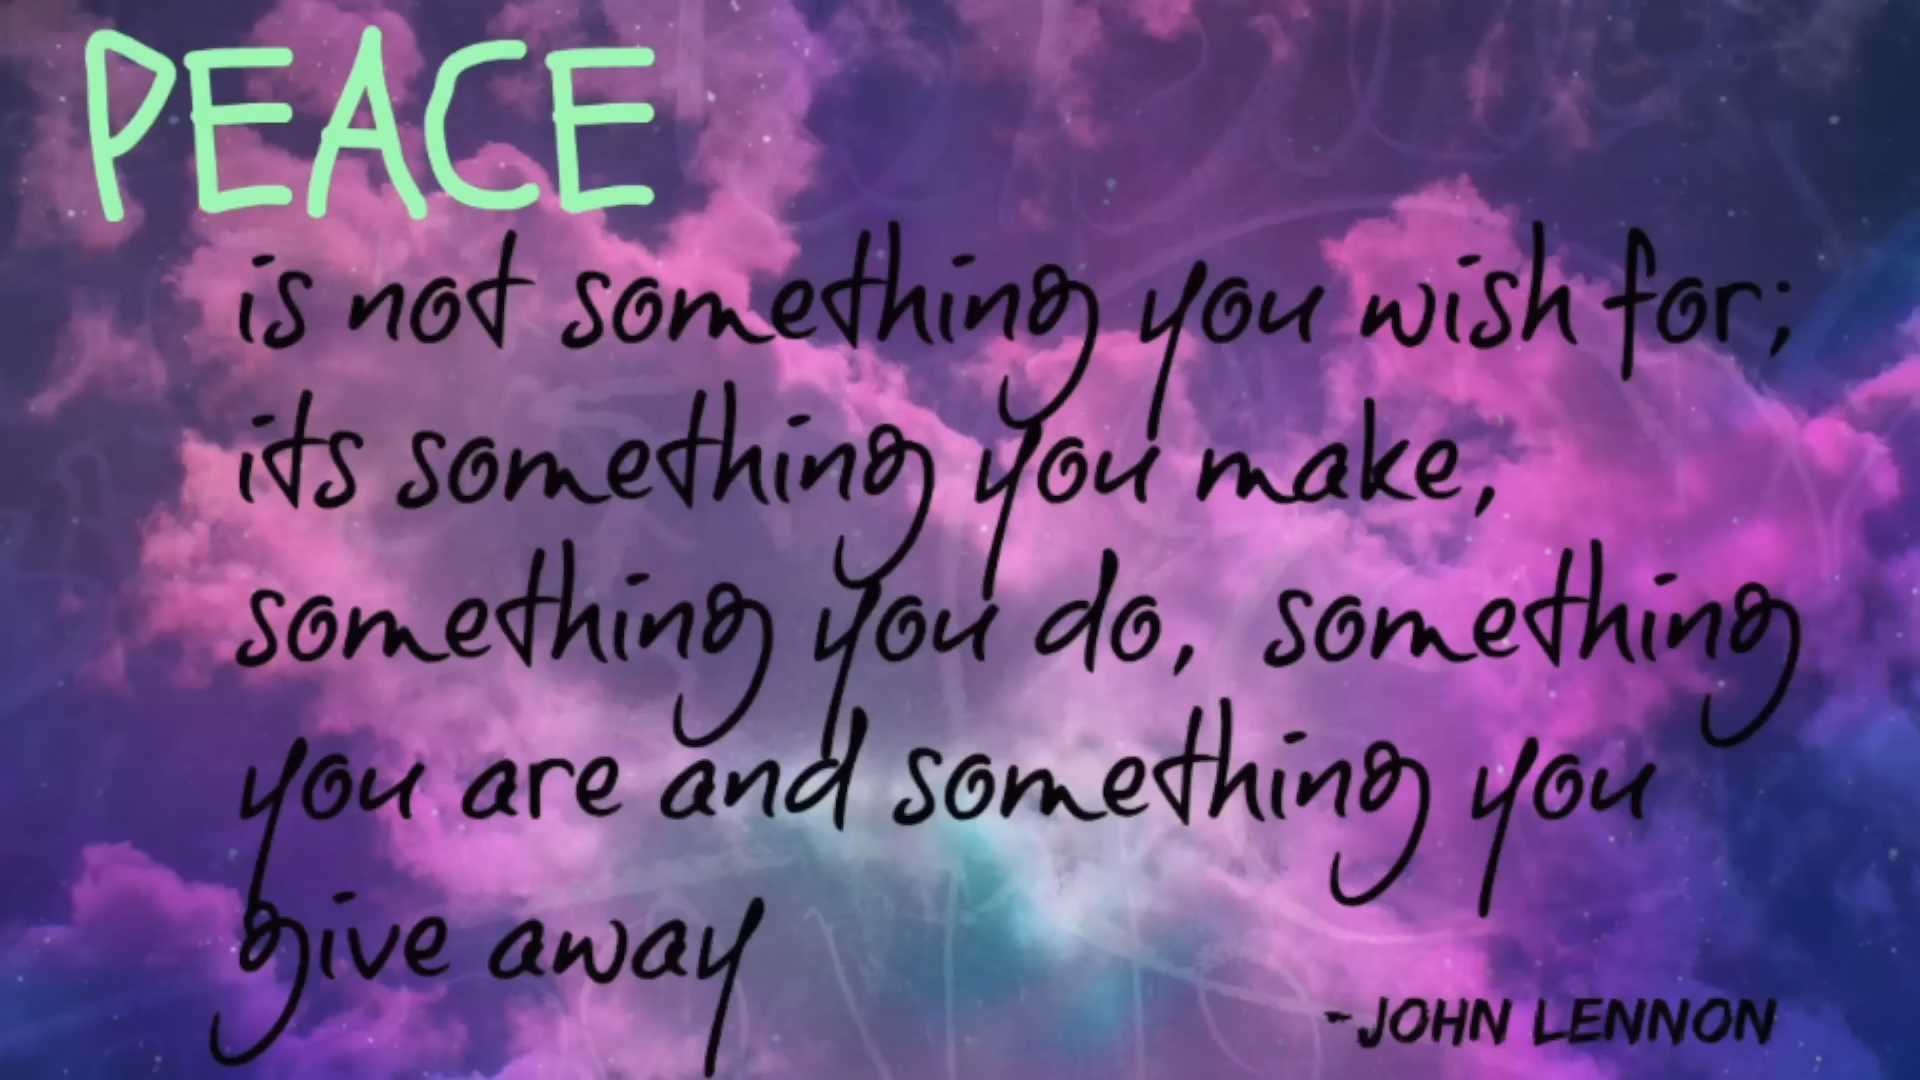 PEACE
is not something you wish for;
its something you make,
something you do, something
you are and something you
give away
-JOHN LENNON